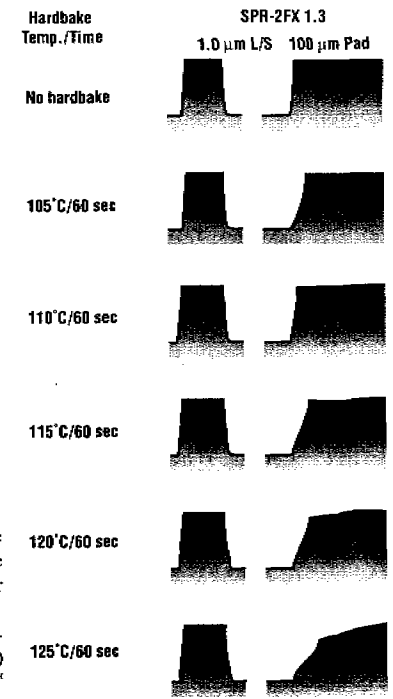 Hardbake
Temp./Time
SPR-2FX 1.3
1.0 μm L/S 100 μm Pad
No hardbake
105°C/60 sec
110°C/60 sec
115°C/60 sec
120°C/60 sec
125°C/60 sec